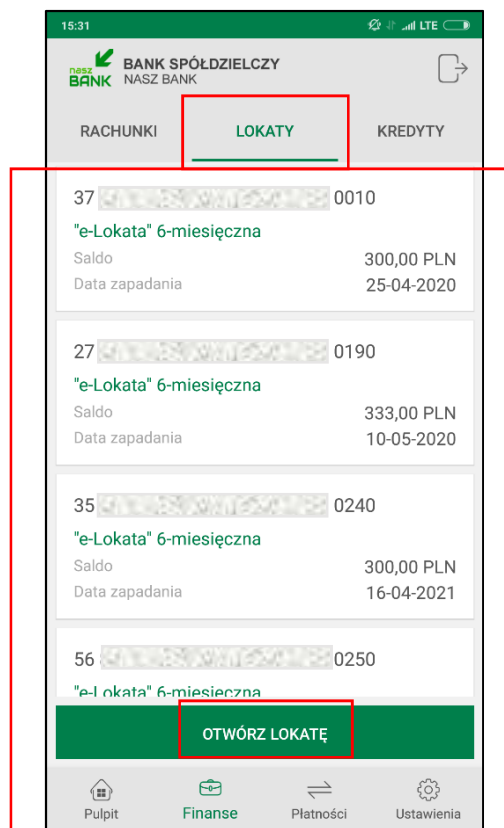 15:31 LTE
nasz BANK BANK SPÓŁDZIELCZY
NASZ BANK
RACHUNKI LOKATY KREDYTY
37 0010
"e-Lokata" 6-miesięczna
Saldo 300,00 PLN
Data zapadania 25-04-2020
27 0190
"e-Lokata" 6-miesięczna
Saldo 333,00 PLN
Data zapadania 10-05-2020
35 0240
"e-Lokata" 6-miesięczna
Saldo 300,00 PLN
Data zapadania 16-04-2021
56 0250
"e-Lokata" 6-miesięczna
OTWÓRZ LOKATĘ
Pulpit Finanse Płatności Ustawienia